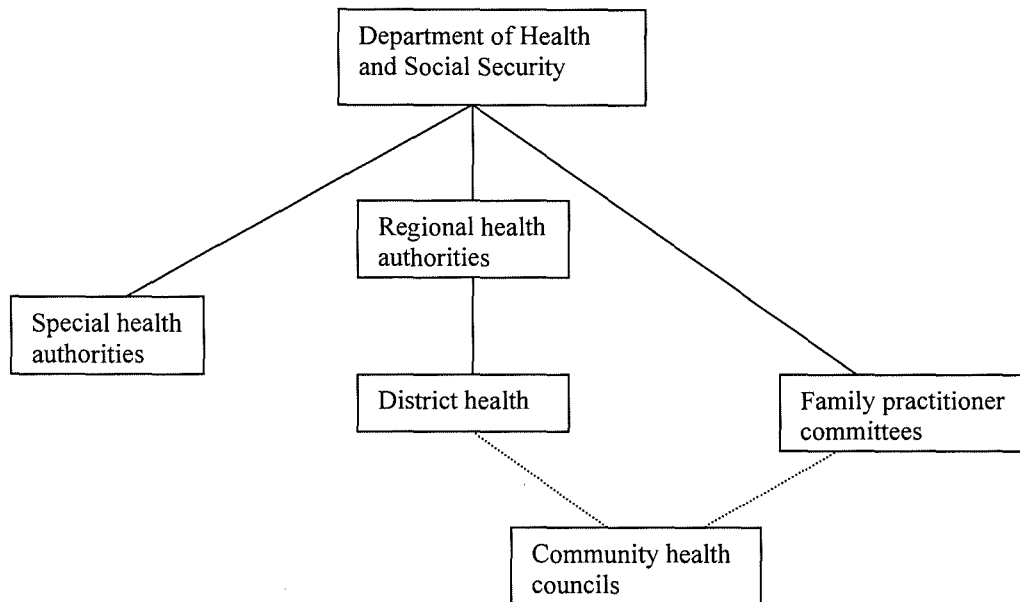 Department of Health
and Social Security
Regional health
authorities
Special health
authorities
District health
Family practitioner
committees
Community health
councils